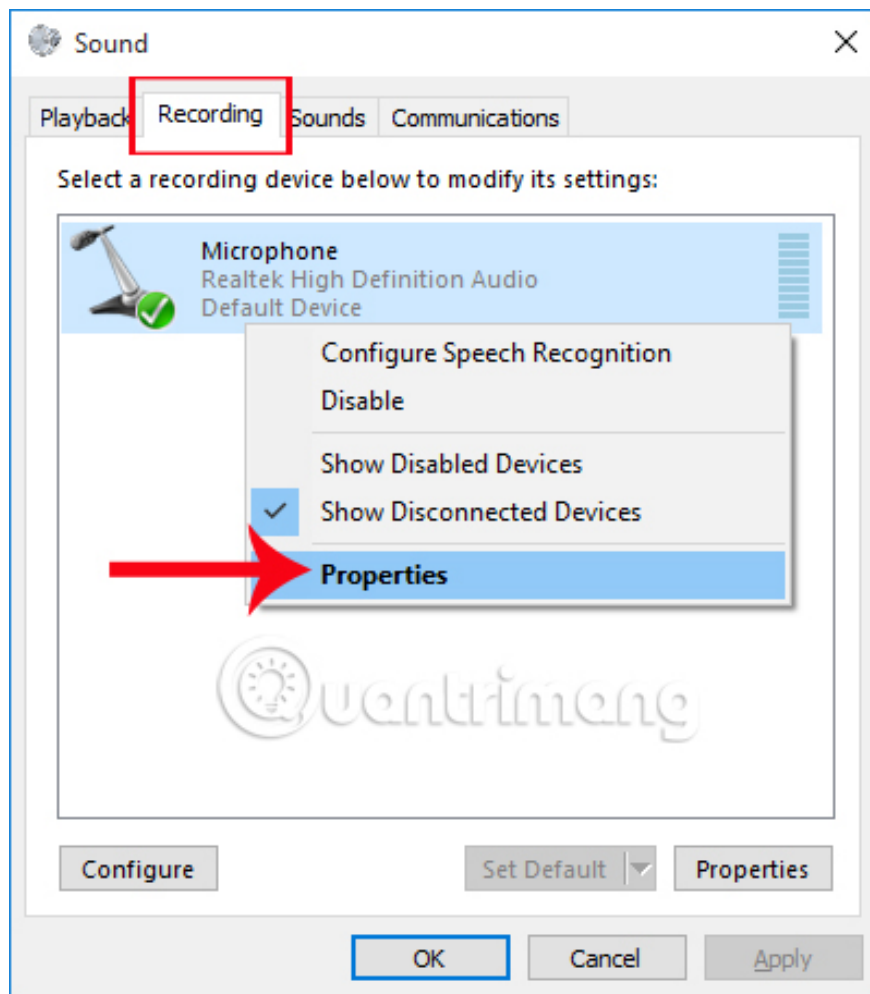 Sound
Playback Recording Sounds Communications
Select a recording device below to modify its settings:
Microphone
Realtek High Definition Audio
Default Device
Configure Speech Recognition
Disable
Show Disabled Devices
Show Disconnected Devices
Properties
Quantrimang
Configure Set Default Properties
OK Cancel Apply